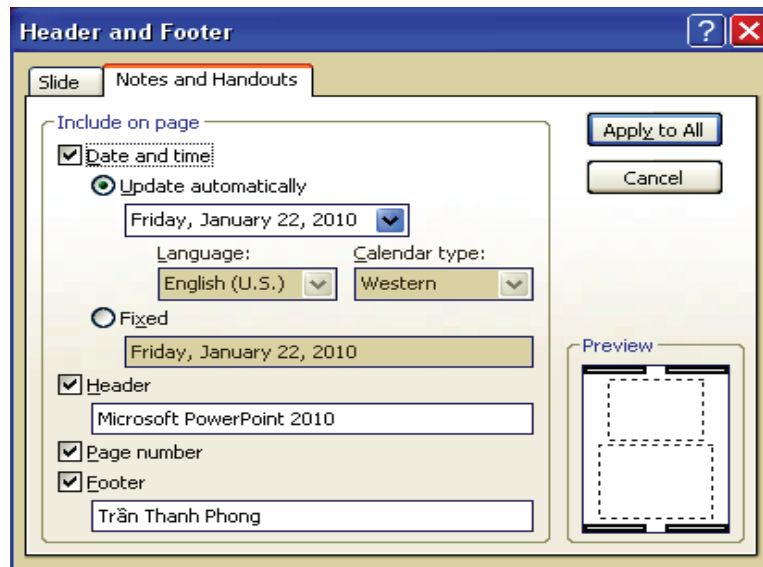 Header and Footer
Slide
Notes and Handouts
Include on page
Apply to All
Date and time
Cancel
Update automatically
Friday, January 22, 2010
Language:
Calendar type:
English (U.S.)
Western
Fixed
Friday, January 22, 2010
Preview
Header
Microsoft PowerPoint 2010
Page number
Footer
Trần Thanh Phong